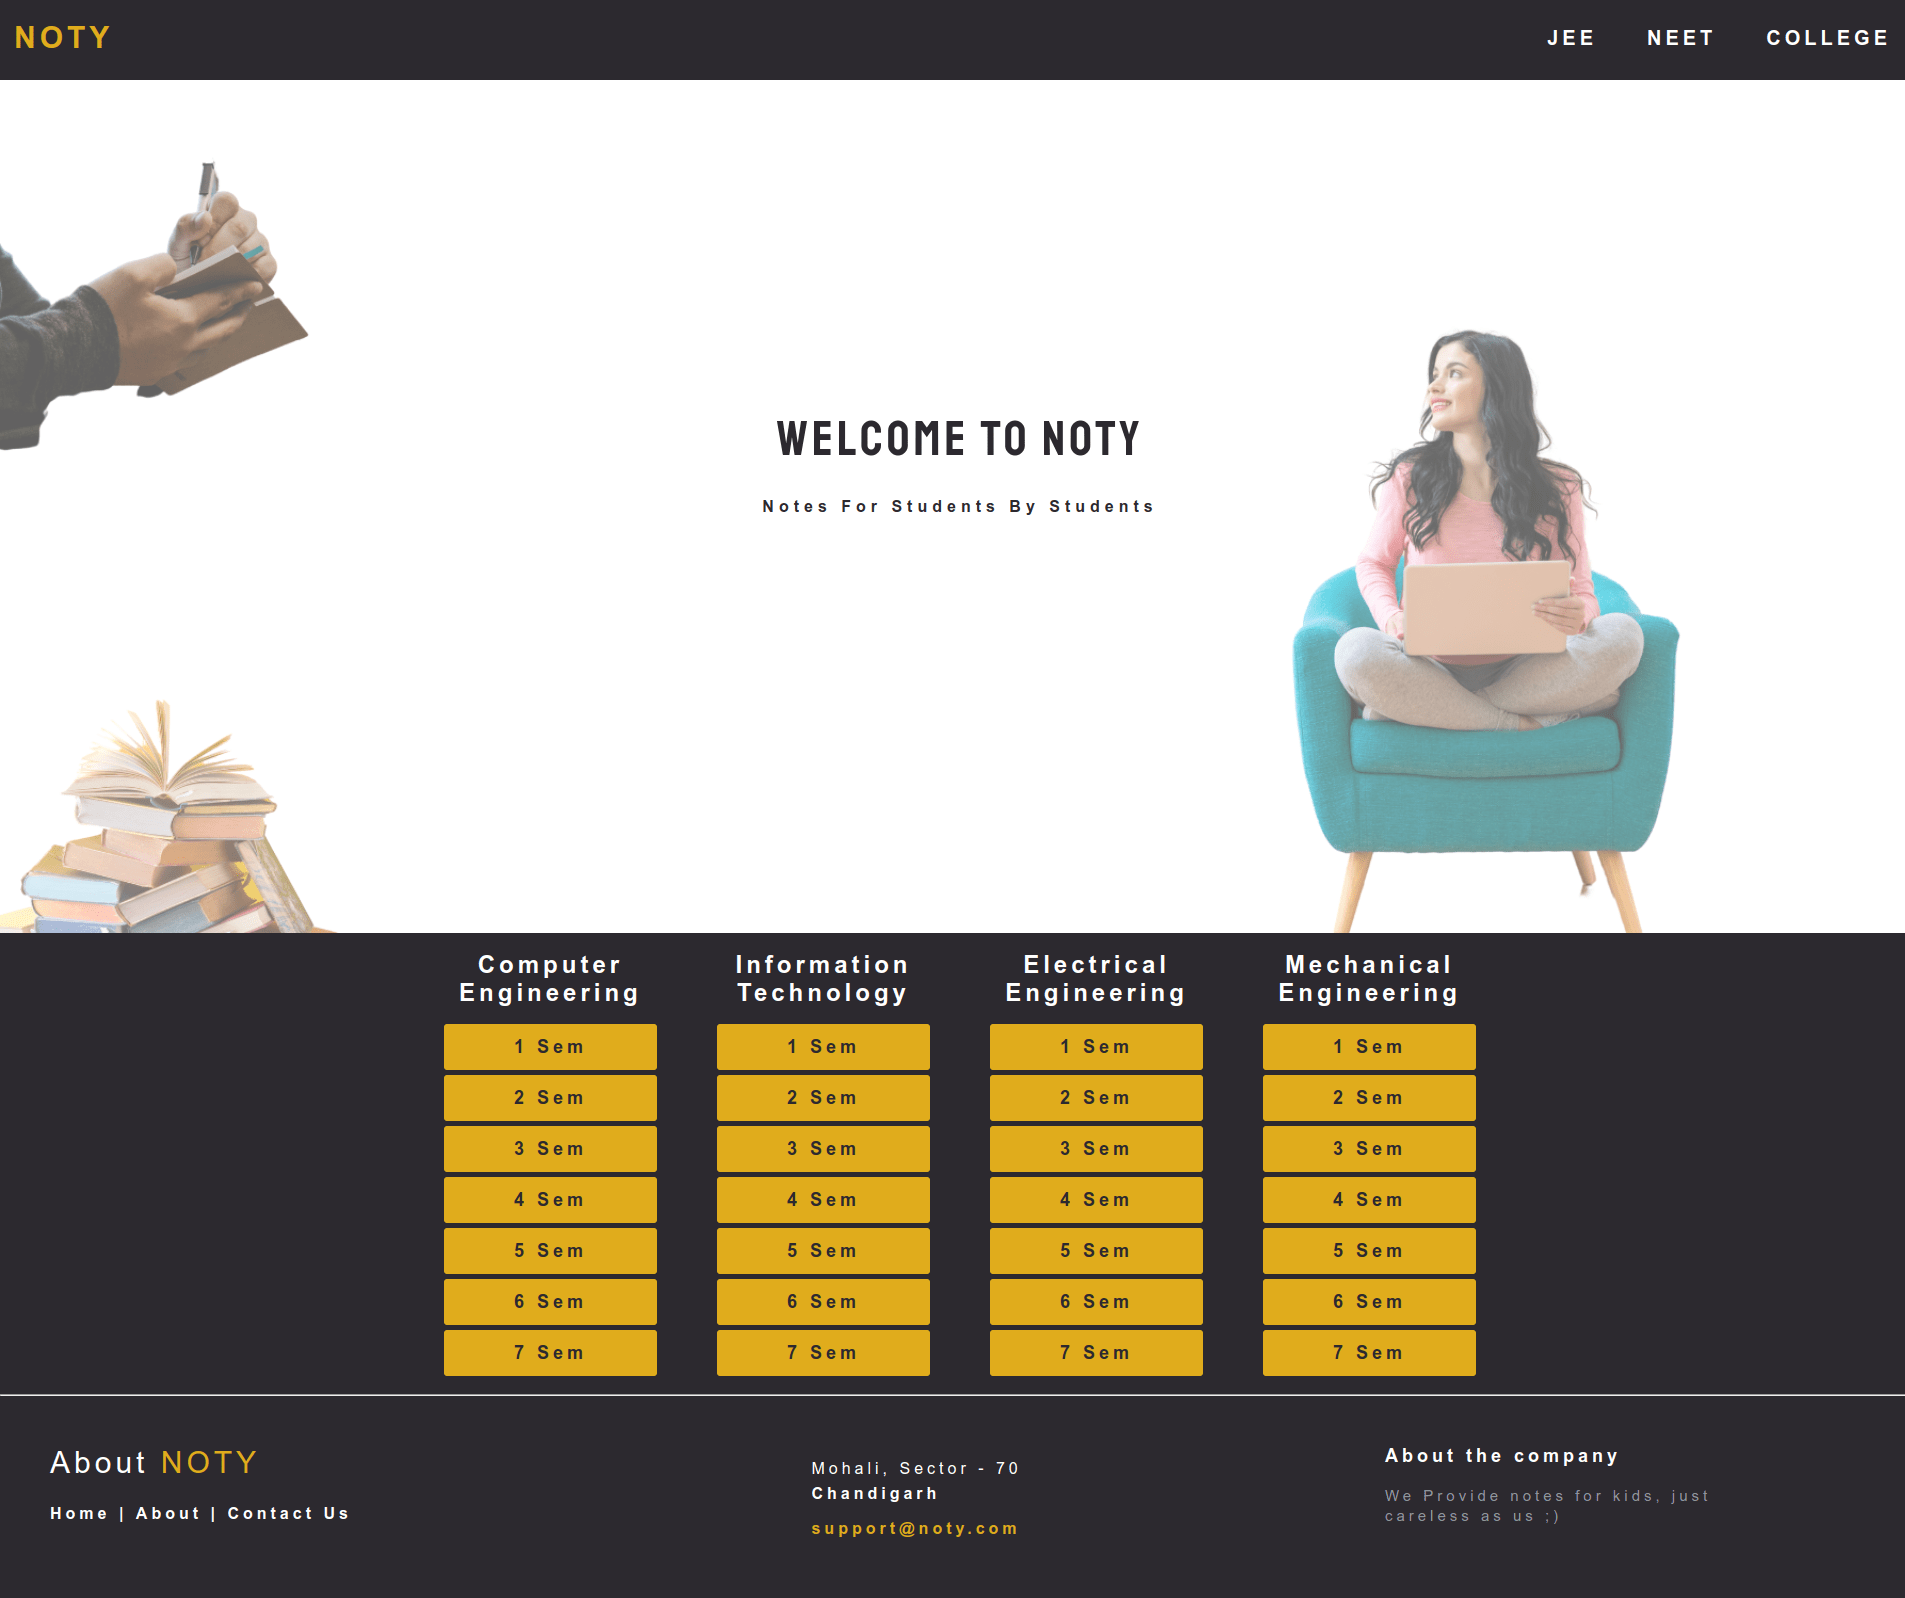 NOTY
JEE NEET COLLEGE
WELCOME TO NOTY
Notes For Students By Students
Computer
Engineering
1 Sem
2 Sem
3 Sem
4 Sem
5 Sem
6 Sem
7 Sem
Information
Technology
1 Sem
2 Sem
3 Sem
4 Sem
5 Sem
6 Sem
7 Sem
Electrical
Engineering
1 Sem
2 Sem
3 Sem
4 Sem
5 Sem
6 Sem
7 Sem
Mechanical
Engineering
1 Sem
2 Sem
3 Sem
4 Sem
5 Sem
6 Sem
7 Sem
About NOTY
Home | About | Contact Us
Mohali, Sector - 70
Chandigarh
support@noty.com
About the company
We Provide notes for kids, just
careless as us ;)